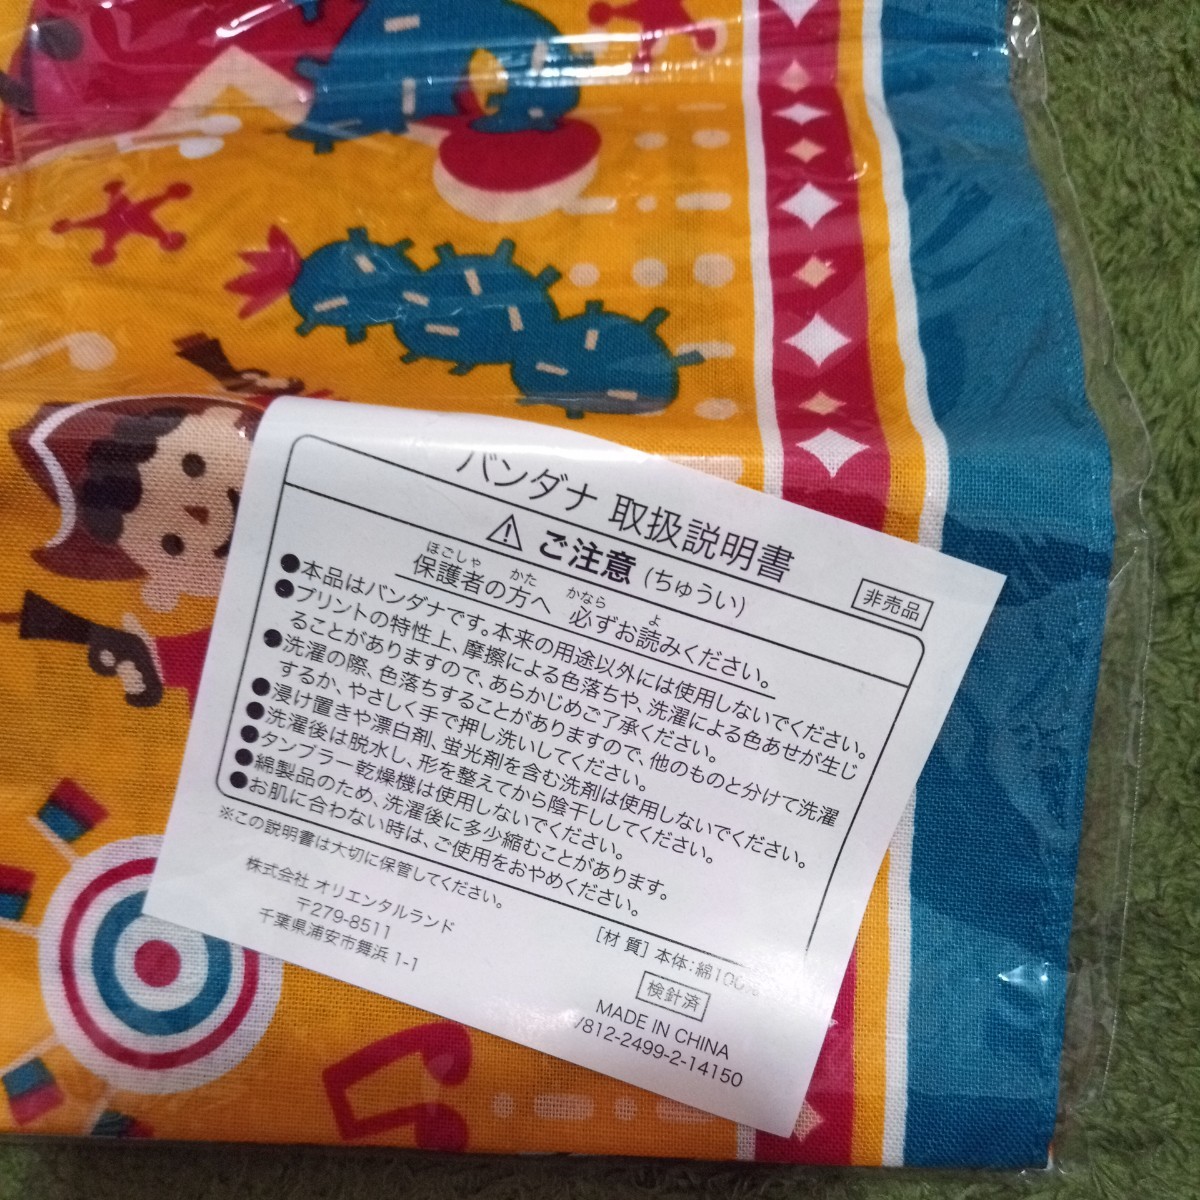 バンダナ 取扱説明書
非売品
ご注意 (ちゅうい)
保護者の方へ 必ずお読みください。
ほごしゃ かた かなら よ
●本品はバンダナです。本来の用途以外には使用しないでください。
●プリントの特性上、摩擦による色落ちや、洗濯による色あせが生じ
ることがありますので、あらかじめご了承ください。
●洗濯の際、色落ちすることがありますので、他のものと分けて洗濯
するか、やさしく手で押し洗いしてください。
●浸け置きや漂白剤、蛍光剤を含む洗剤は使用しないでください。
●洗濯後は脱水し、形を整えてから陰干ししてください。
●タンブラー乾燥機は使用しないでください。
●綿製品のため、洗濯後に多少縮むことがあります。
●お肌に合わない時は、ご使用をおやめください。
※この説明書は大切に保管してください。
株式会社 オリエンタルランド
〒279-8511
千葉県浦安市舞浜 1-1
[材 質] 本体:綿100%
検針済
MADE IN CHINA
/812-2499-2-14150